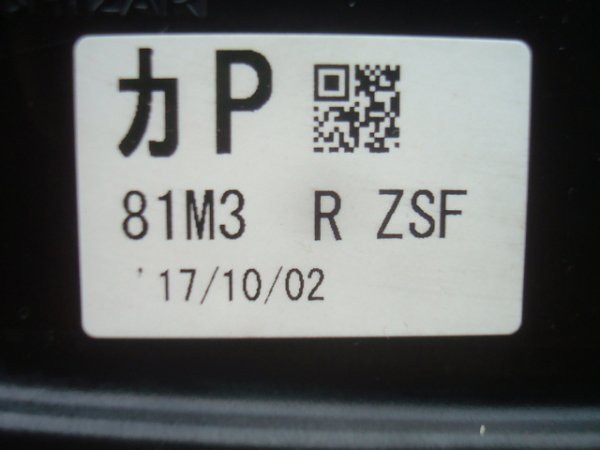 カP
81M3 R ZSF
'17/10/02